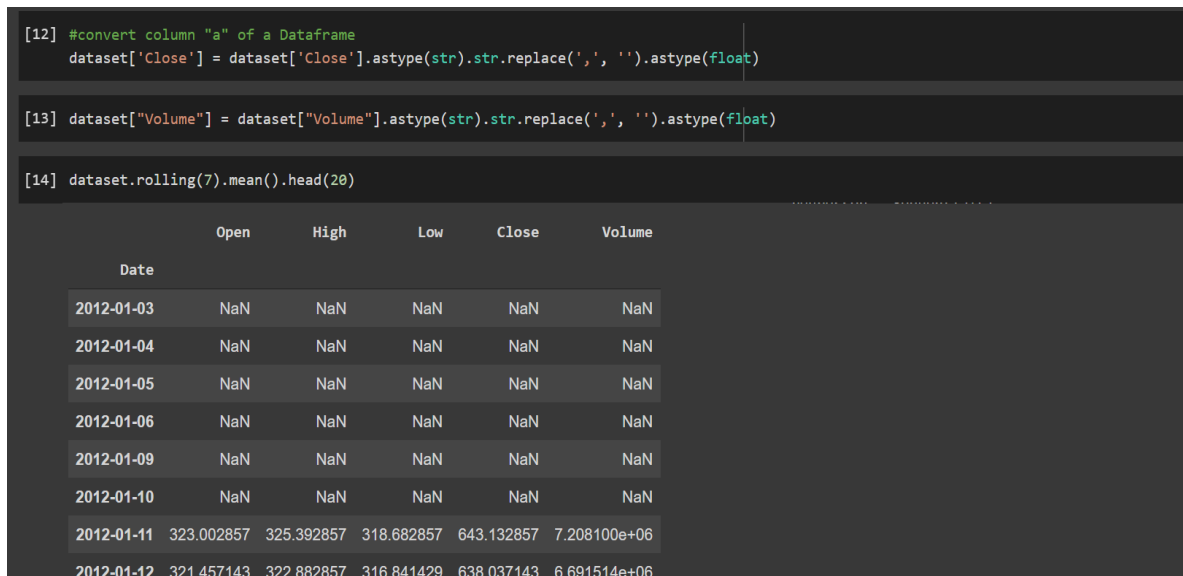 [12] #convert column "a" of a Dataframe
dataset['Close'] = dataset['Close'].astype(str).str.replace(',', '').astype(float)
[13] dataset["Volume"] = dataset["Volume"].astype(str).str.replace(',', '').astype(float)
[14] dataset.rolling(7).mean().head(20)
Open High Low Close Volume
Date
2012-01-03 NaN NaN NaN NaN NaN
2012-01-04 NaN NaN NaN NaN NaN
2012-01-05 NaN NaN NaN NaN NaN
2012-01-06 NaN NaN NaN NaN NaN
2012-01-09 NaN NaN NaN NaN NaN
2012-01-10 NaN NaN NaN NaN NaN
2012-01-11 323.002857 325.392857 318.682857 643.132857 7.208100e+06
2012-01-12 321.457143 322.882857 316.841429 638.037143 6.691514e+06